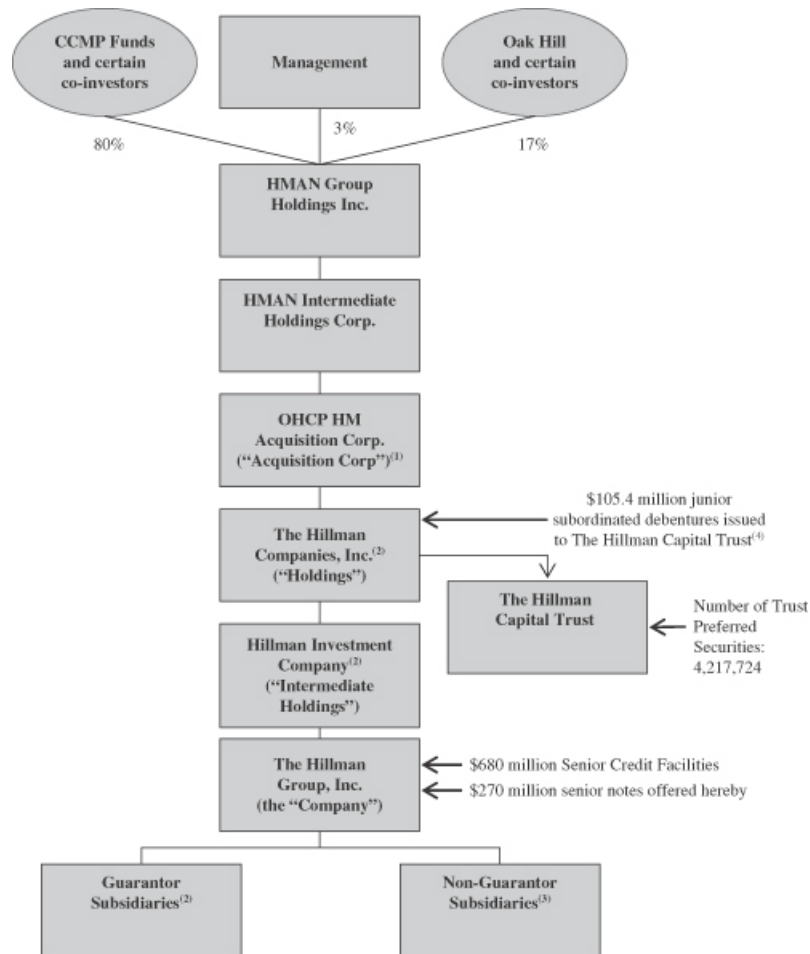 CCMP Funds
and certain
co-investors
Management
Oak Hill
and certain
co-investors
80%
3%
17%
HMAN Group
Holdings Inc.
HMAN Intermediate
Holdings Corp.
OHCP HM
Acquisition Corp.
(“Acquisition Corp”)(1)
$105.4 million junior
subordinated debentures issued
to The Hillman Capital Trust(4)
The Hillman
Companies, Inc.(2)
(“Holdings”)
The Hillman
Capital Trust
Number of Trust
Preferred
Securities:
4,217,724
Hillman Investment
Company(2)
(“Intermediate
Holdings”)
The Hillman
Group, Inc.
(the “Company”)
$680 million Senior Credit Facilities
$270 million senior notes offered hereby
Guarantor
Subsidiaries(2)
Non-Guarantor
Subsidiaries(3)